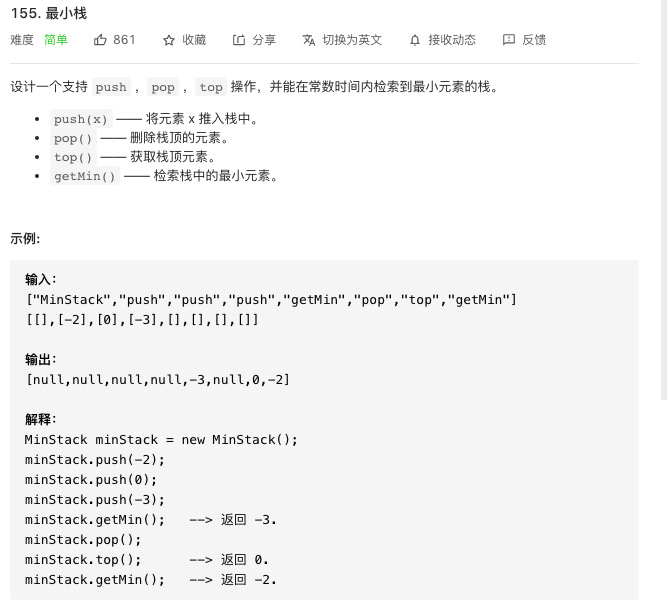 155. 最小栈
难度 简单 861 收藏 分享 切换为英文 接收动态 反馈
设计一个支持 push ，pop ，top 操作，并能在常数时间内检索到最小元素的栈。
• push(x) —— 将元素 x 推入栈中。
• pop() —— 删除栈顶的元素。
• top() —— 获取栈顶元素。
• getMin() —— 检索栈中的最小元素。
示例:
输入：
["MinStack","push","push","push","getMin","pop","top","getMin"]
[[],[-2],[0],[-3],[],[],[],[]]
输出：
[null,null,null,null,-3,null,0,-2]
解释：
MinStack minStack = new MinStack();
minStack.push(-2);
minStack.push(0);
minStack.push(-3);
minStack.getMin();   --> 返回 -3.
minStack.pop();
minStack.top();      --> 返回 0.
minStack.getMin();   --> 返回 -2.